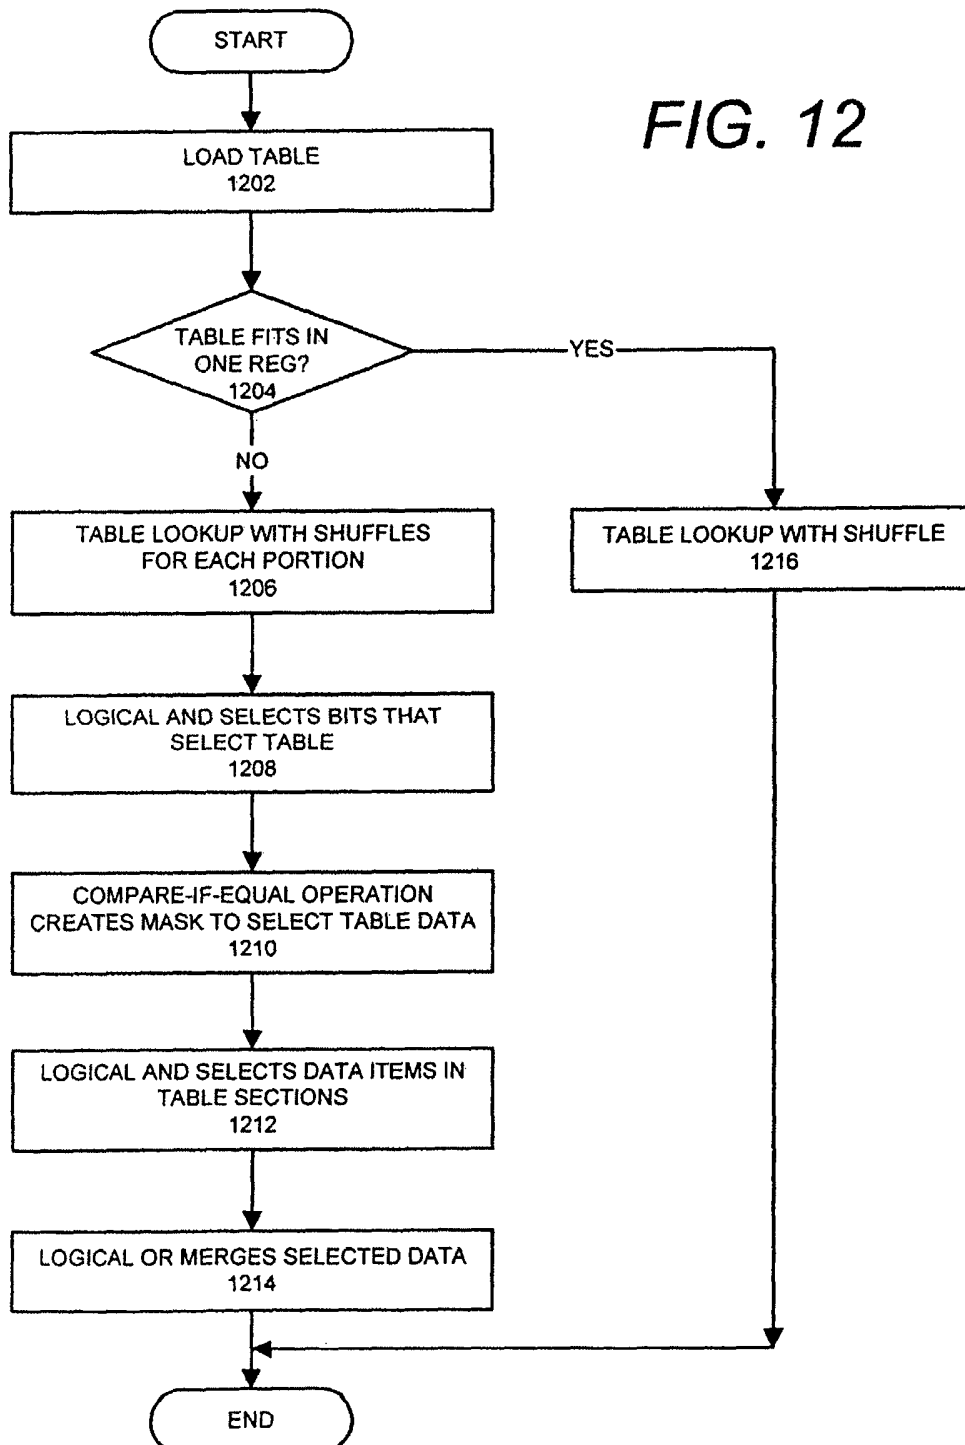 START
FIG. 12
LOAD TABLE
1202
TABLE FITS IN
ONE REG?
1204
YES
NO
TABLE LOOKUP WITH SHUFFLES
FOR EACH PORTION
1206
TABLE LOOKUP WITH SHUFFLE
1216
LOGICAL AND SELECTS BITS THAT
SELECT TABLE
1208
COMPARE-IF-EQUAL OPERATION
CREATES MASK TO SELECT TABLE DATA
1210
LOGICAL AND SELECTS DATA ITEMS IN
TABLE SECTIONS
1212
LOGICAL OR MERGES SELECTED DATA
1214
END